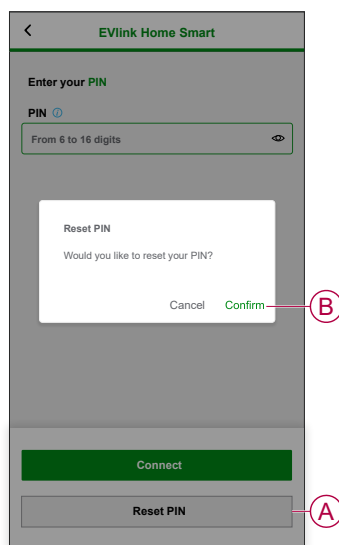 EVlink Home Smart
Enter your PIN
PIN
From 6 to 16 digits
Reset PIN
Would you like to reset your PIN?
Cancel Confirm
B
Connect
Reset PIN
A